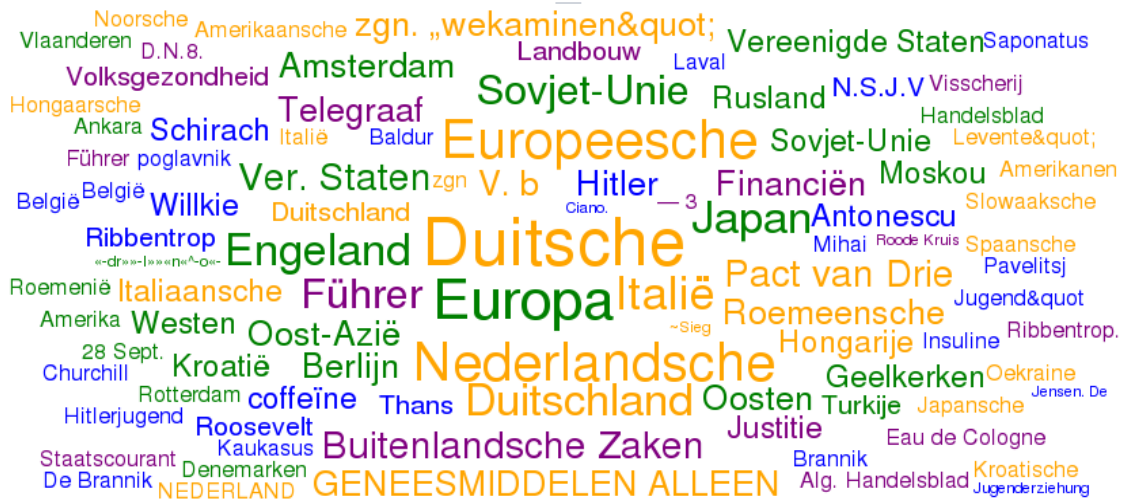 Noorsche
Amerikaansche
zgn. „wekaminen&quot;
Vlaanderen
D.N.8.
Landbouw
Vereenigde Staten
Saponatus
Laval
Volksgezondheid
Amsterdam
Sovjet-Unie
Rusland
N.S.J.V
Visscherij
Hongaarsche
Telegraaf
Handelsblad
Ankara
Schirach
Italië
Baldur
Europeesche
Sovjet-Unie
Levente&quot;
Führer
poglavnik
Ver. Staten
zgn
V. b
Hitler
Financiën
Moskou
Amerikanen
België
België
Willkie
Duitschland
Ciano.
— 3
Japan
Antonescu
Slowaaksche
Ribbentrop
Engeland
Duitsche
Mihai
Roode Kruis
Spaansche
«-dr»»-l»»«n«^-o«-
Pavelitsj
Roemenië
Italiaansche
Führer
Europa
Italië
Pact van Drie
Jugend&quot
Amerika
Westen
Oost-Azië
~Sieg
Roemeensche
Ribbentrop.
28 Sept.
Kroatië
Berlijn
Nederlandsche
Hongarije
Insuline
Churchill
Geelkerken
Oekraine
Rotterdam
coffeïne
Thans
Duitschland
Oosten
Turkije
Japansche
Jensen. De
Hitlerjugend
Roosevelt
Kaukasus
Buitenlandsche Zaken
Justitie
Eau de Cologne
Staatscourant
Denemarken
Brannik
De Brannik
NEDERLAND
GENEESMIDDELEN ALLEEN
Alg. Handelsblad
Kroatische
Jugenderziehung